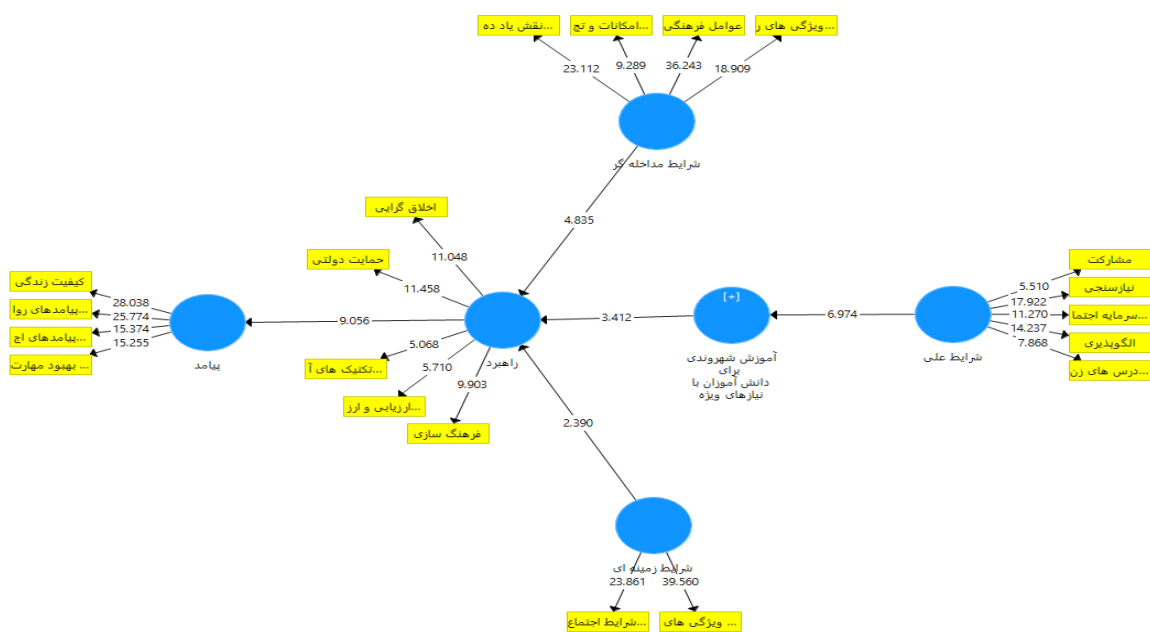 نقش یاد ده...
امکانات و تج...
عوامل فرهنگی
ویژگی های ر...
23.112
9.289
36.243
18.909
شرایط مداخله گر
4.835
اخلاق گرایی
11.048
حمایت دولتی
11.458
کیفیت زندگی
پیامدهای روا...
پیامدهای اج...
بهبود مهارت ...
28.038
25.774
15.374
15.255
پیامد
9.056
راهبرد
5.068
5.710
9.903
تکنیک های آ...
ارزیابی و ارز...
فرهنگ سازی
3.412
[+]
آموزش شهروندی
برای
دانش آموزان با
نیازهای ویژه
6.974
شرایط علی
5.510
17.922
11.270
14.237
7.868
مشارکت
نیازسنجی
سرمایه اجتما...
الگوپذیری
درس های زن...
2.390
شرایط زمینه ای
23.861
39.560
شرایط اجتماع...
ویژگی های ...